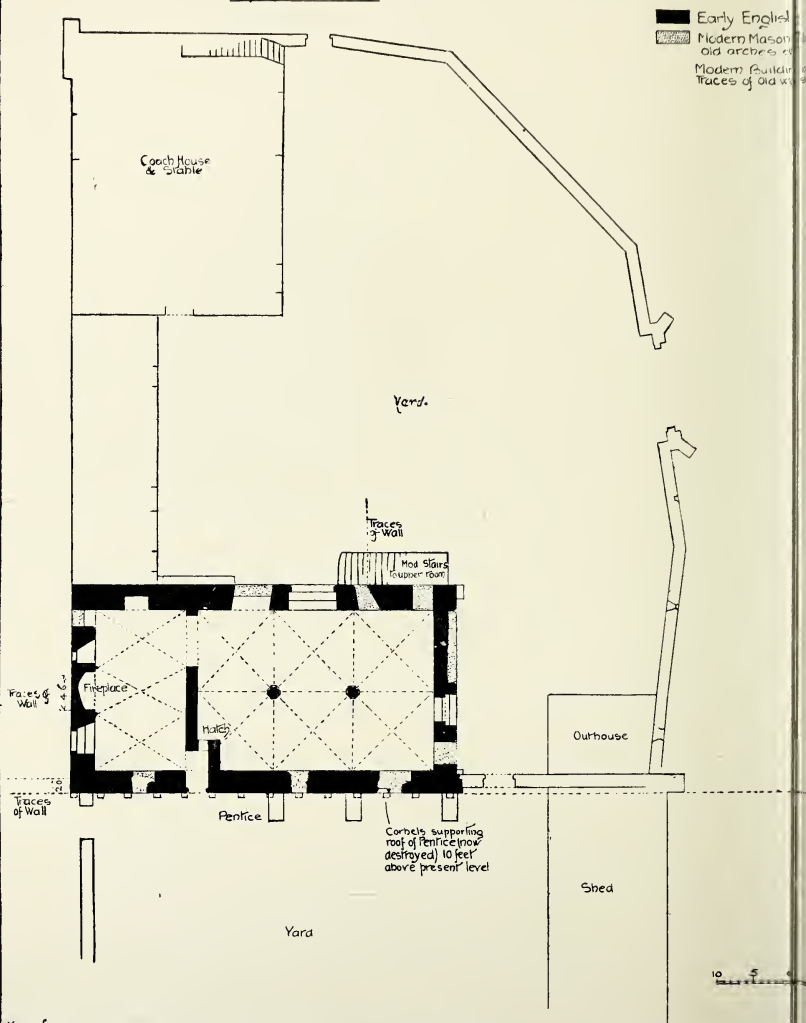 Early English
Modern Mason
old arches
Modern Buildin
Traces of old
Coach House
& Stable
Yard.
Traces
of Wall
Mod Stairs
to upper room
Traces of
Wall
Fireplace
Hatch
Outhouse
Traces
of Wall
Pentice
Corbels supporting
roof of Pentice (now
destroyed) 10 feet
above present level
Shed
Yard
10 5